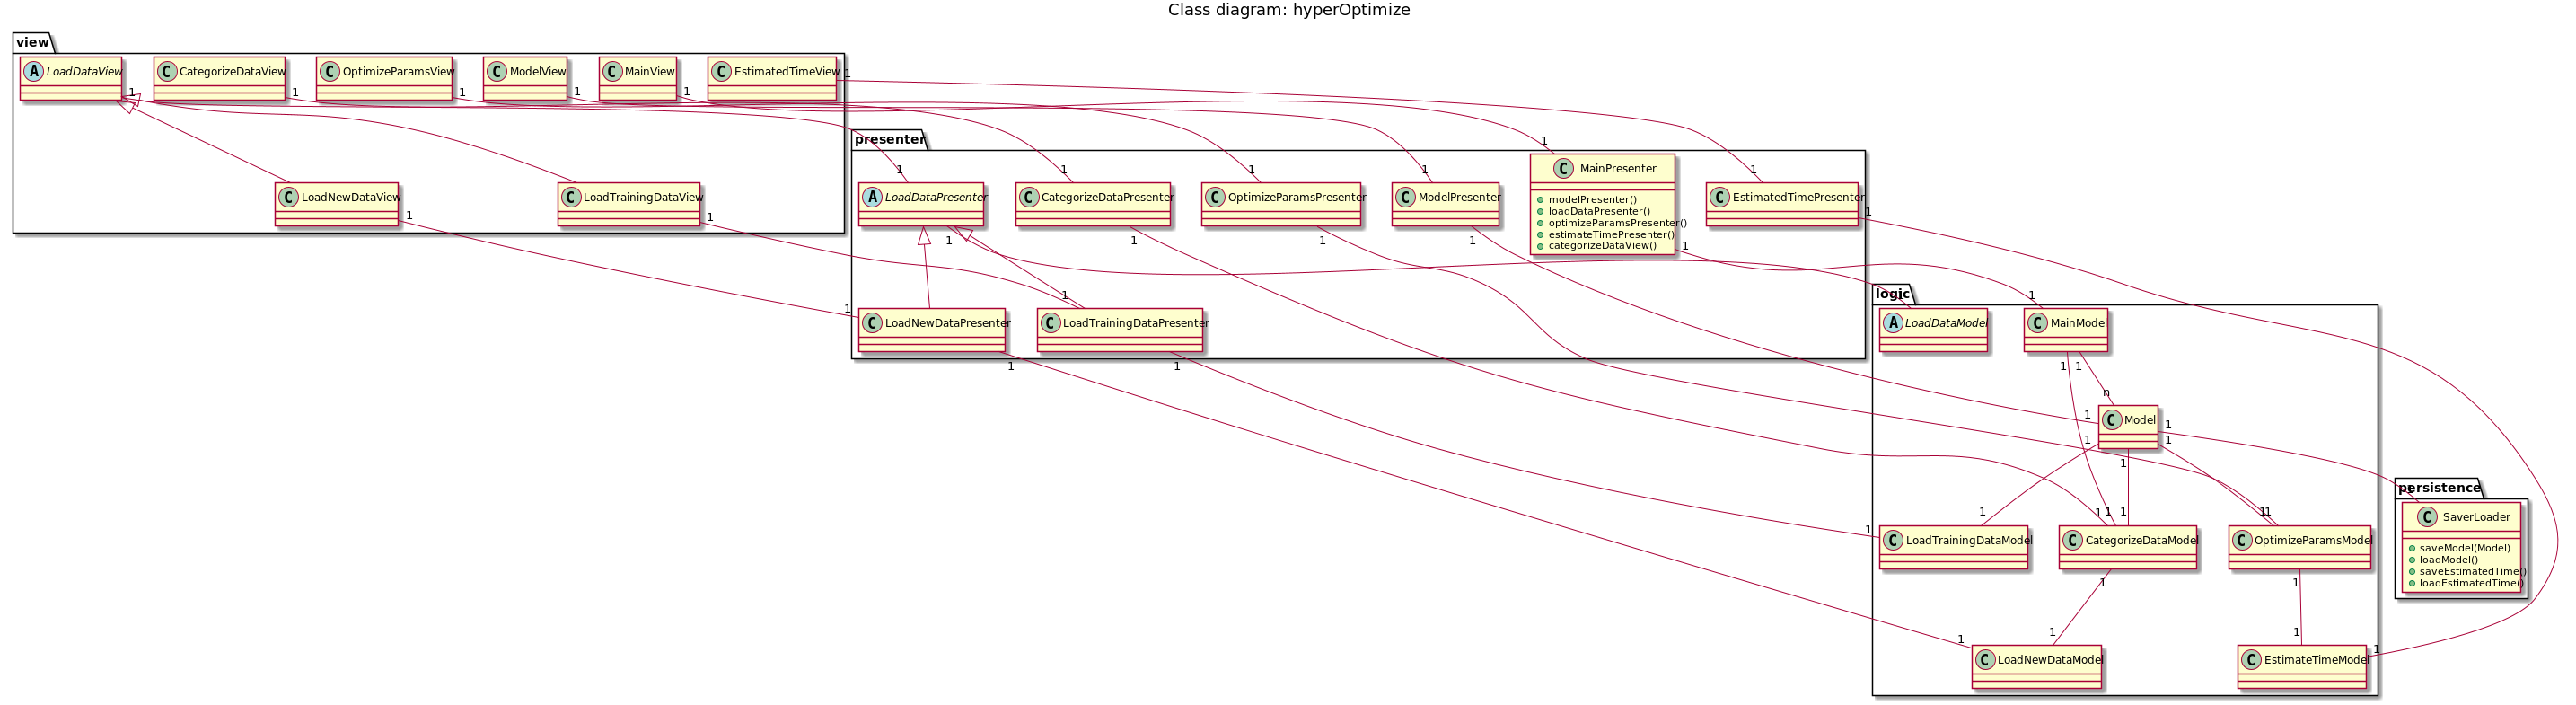 Class diagram: hyperOptimize
view
A LoadDataView
C CategorizeDataView
C OptimizeParamsView
C ModelView
C MainView
C EstimatedTimeView
1
1
1
1
1
1
C LoadNewDataView
C LoadTrainingDataView
1
1
presenter
1
1
1
1
1
1
A LoadDataPresenter
C CategorizeDataPresenter
C OptimizeParamsPresenter
C ModelPresenter
C MainPresenter
modelPresenter()
loadDataPresenter()
optimizeParamsPresenter()
estimateTimePresenter()
categorizeDataView()
C EstimatedTimePresenter
1
1
1
1
1
1
1
1
C LoadNewDataPresenter
C LoadTrainingDataPresenter
1
1
logic
1
A LoadDataModel
C MainModel
1
1
n
1
C Model
1
1
1
1
persistence
C SaverLoader
saveModel(Model)
loadModel()
saveEstimatedTime()
loadEstimatedTime()
1
1
1
1
1
1
1
C LoadTrainingDataModel
C CategorizeDataModel
C OptimizeParamsModel
1
1
1
1
1
1
C LoadNewDataModel
C EstimateTimeModel